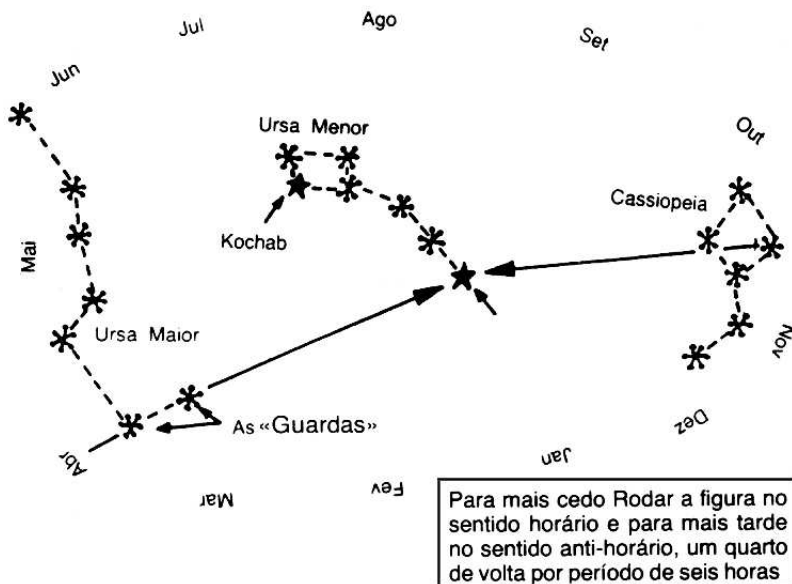 Jul
Ago
Set
Jun
Out
Ursa Menor
Cassiopeia
Kochab
Mai
Ursa Maior
Nov
As «Guardas»
Dez
Abr
Jan
Mar
Fev
Para mais cedo Rodar a figura no
sentido horário e para mais tarde
no sentido anti-horário, um quarto
de volta por período de seis horas